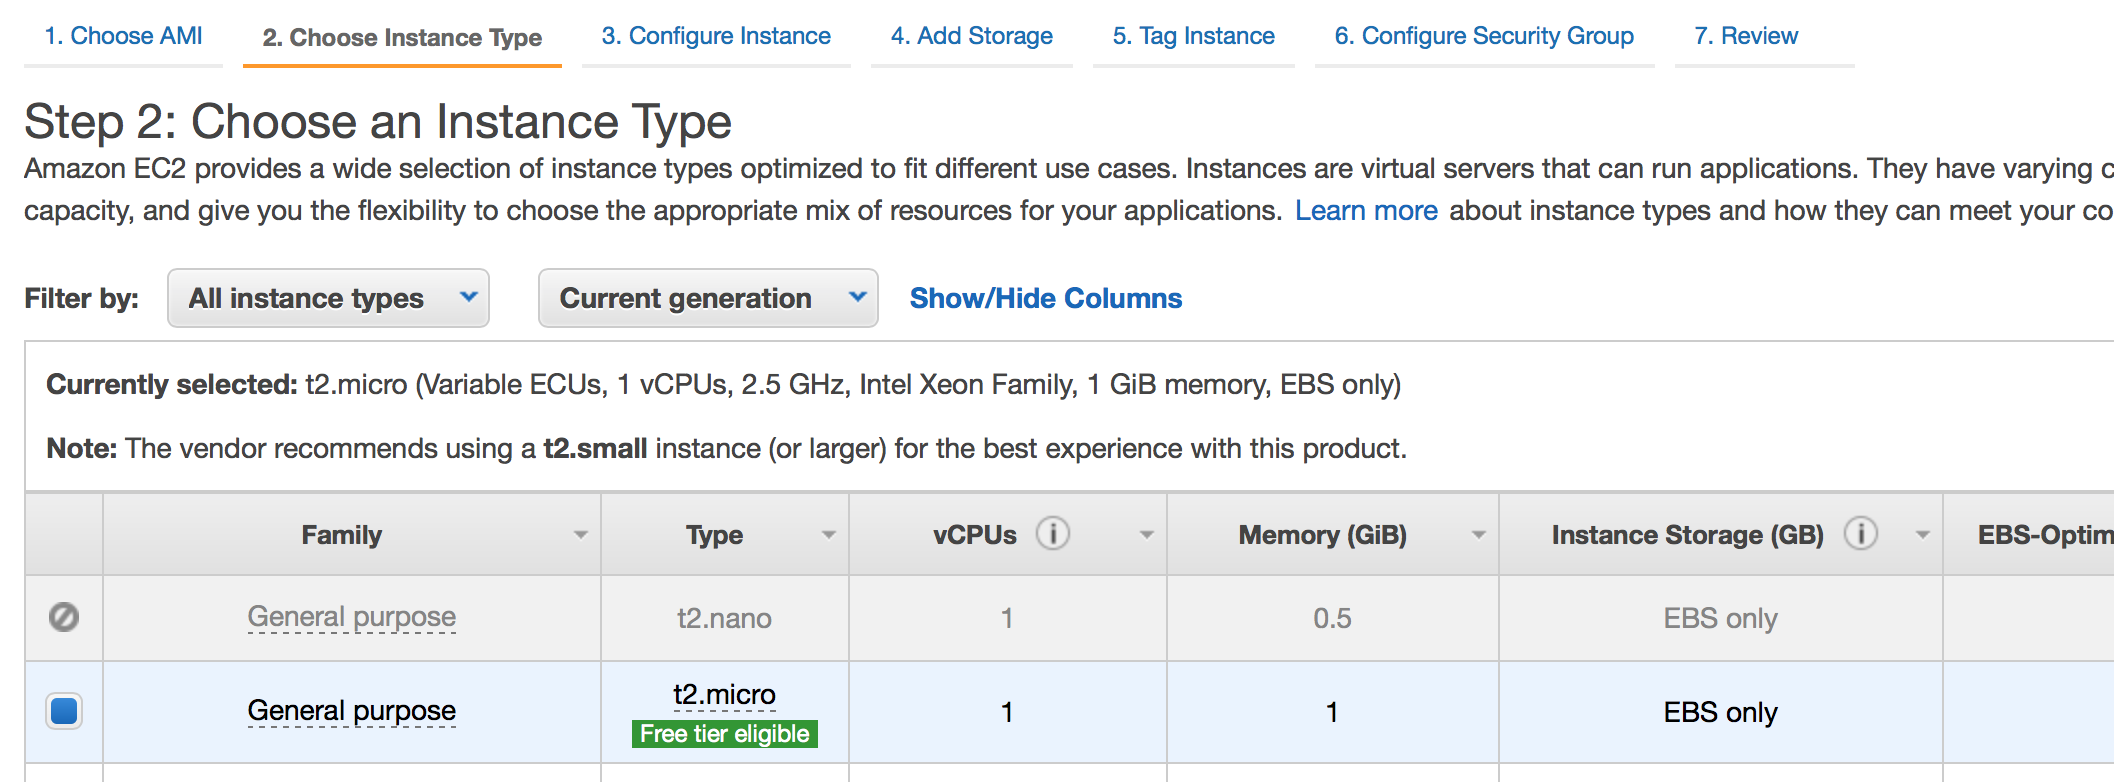 1. Choose AMI 2. Choose Instance Type 3. Configure Instance 4. Add Storage 5. Tag Instance 6. Configure Security Group 7. Review
Step 2: Choose an Instance Type
Amazon EC2 provides a wide selection of instance types optimized to fit different use cases. Instances are virtual servers that can run applications. They have varying c
capacity, and give you the flexibility to choose the appropriate mix of resources for your applications. Learn more about instance types and how they can meet your co
Filter by: All instance types Current generation Show/Hide Columns
Currently selected: t2.micro (Variable ECUs, 1 vCPUs, 2.5 GHz, Intel Xeon Family, 1 GiB memory, EBS only)
Note: The vendor recommends using a t2.small instance (or larger) for the best experience with this product.
Family Type vCPUs i Memory (GiB) Instance Storage (GB) i EBS-Optim
General purpose t2.nano 1 0.5 EBS only
General purpose t2.micro 1 1 EBS only
Free tier eligible